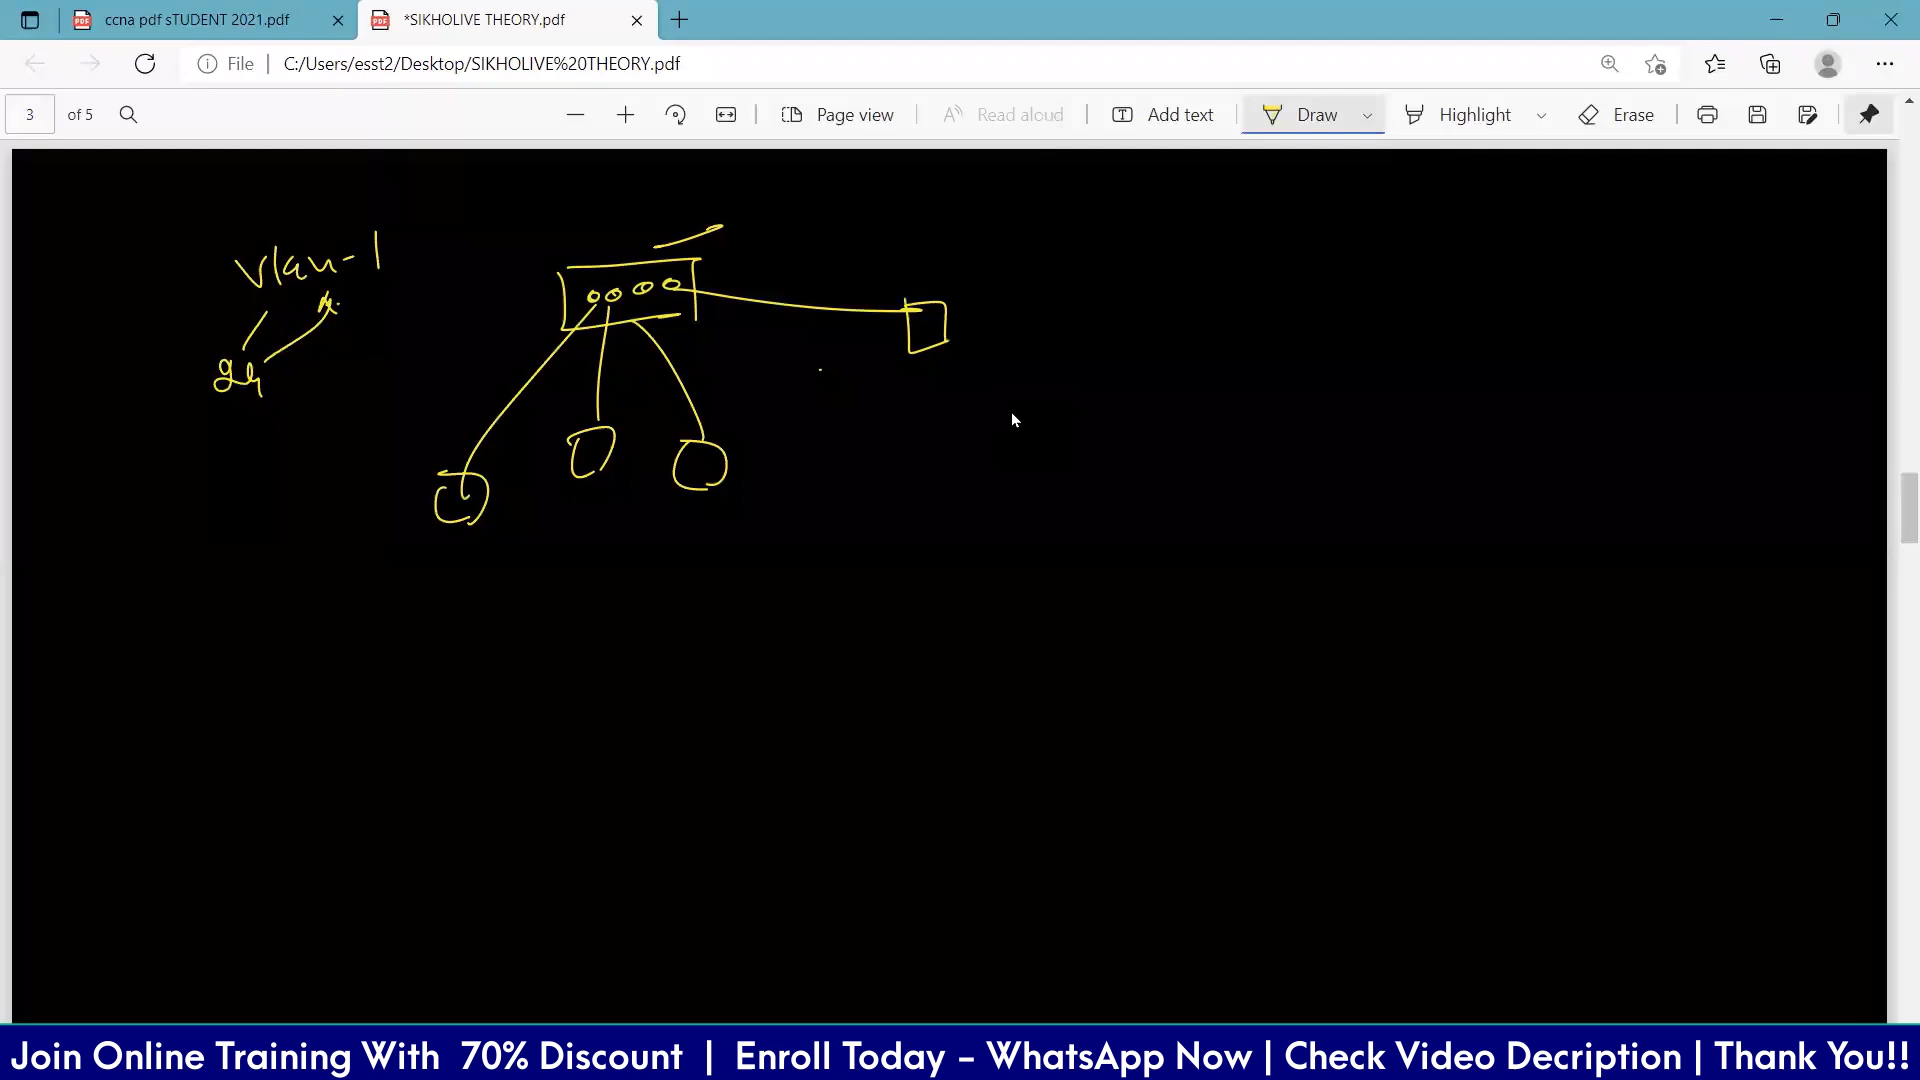 ccna pdf sTUDENT 2021.pdf
*SIKHOLIVE THEORY.pdf
File
C:/Users/esst2/Desktop/SIKHOLIVE%20THEORY.pdf
3 of 5
Page view
Read aloud
Add text
Draw
Highlight
Erase
Vlan-1
Join Online Training With 70% Discount | Enroll Today – WhatsApp Now | Check Video Decription | Thank You!!